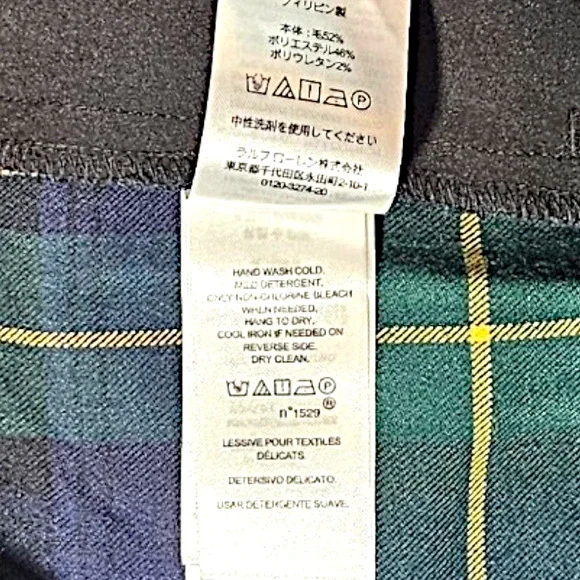 フィリピン製
本体：毛52%
ポリエステル46%
ポリウレタン2%
P
中性洗剤を使用してください
ラルフローレン株式会社
東京都千代田区永山町2-10-1
0120-3274-20
HAND WASH COLD.
MILD DETERGENT.
ONLY NON-CHLORINE BLEACH
WHEN NEEDED.
HANG TO DRY.
COOL IRON IF NEEDED ON
REVERSE SIDE.
DRY CLEAN.
P
®
n°1529
LESSIVE POUR TEXTILES
DÉLICATS.
DETERSIVO DELICATO.
USAR DETERGENTE SUAVE.